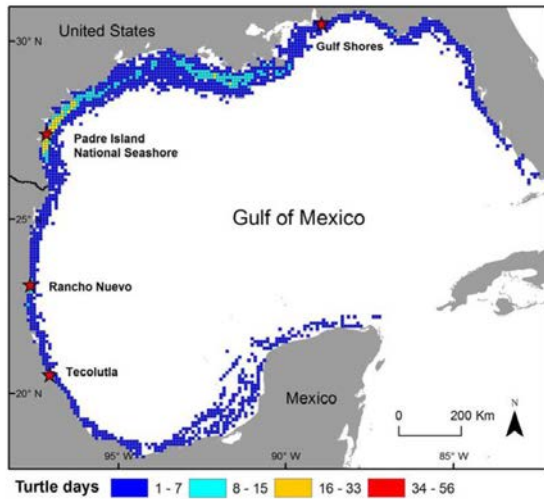 30° N
United States
Gulf Shores
Padre Island
National Seashore
25° N
Gulf of Mexico
Rancho Nuevo
Tecolutla
20° N
Mexico
0 200 Km
N
95° W 90° W 85° W
Turtle days 1 - 7 8 - 15 16 - 33 34 - 56